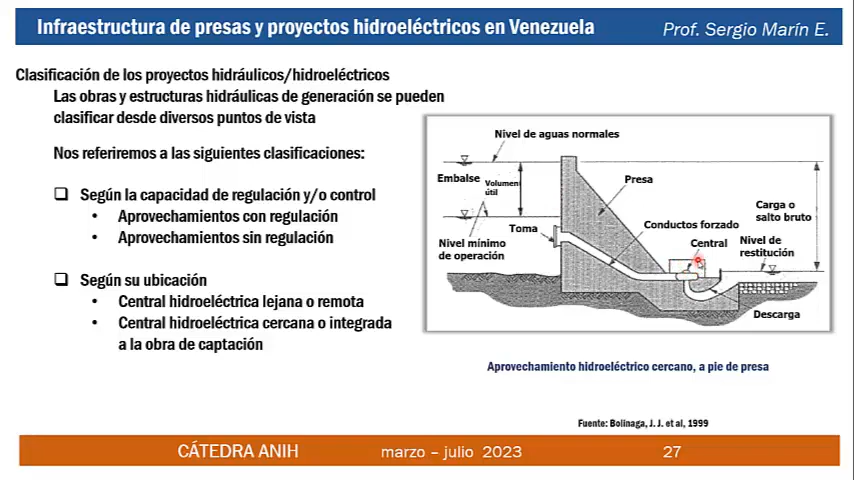 Infraestructura de presas y proyectos hidroeléctricos en Venezuela
Prof. Sergio Marín E.
Clasificación de los proyectos hidráulicos/hidroeléctricos
Las obras y estructuras hidráulicas de generación se pueden
clasificar desde diversos puntos de vista
Nos referiremos a las siguientes clasificaciones:
Según la capacidad de regulación y/o control
• Aprovechamientos con regulación
• Aprovechamientos sin regulación
Según su ubicación
• Central hidroeléctrica lejana o remota
• Central hidroeléctrica cercana o integrada
a la obra de captación
Nivel de aguas normales
Embalse
Volumen
útil
Presa
Carga o
salto bruto
Toma
Conductos forzado
Nivel mínimo
de operación
Central
Nivel de
restitución
Descarga
Aprovechamiento hidroeléctrico cercano, a pie de presa
Fuente: Bolinaga, J. J. et al, 1999
CÁTEDRA ANIH
marzo – julio 2023
27